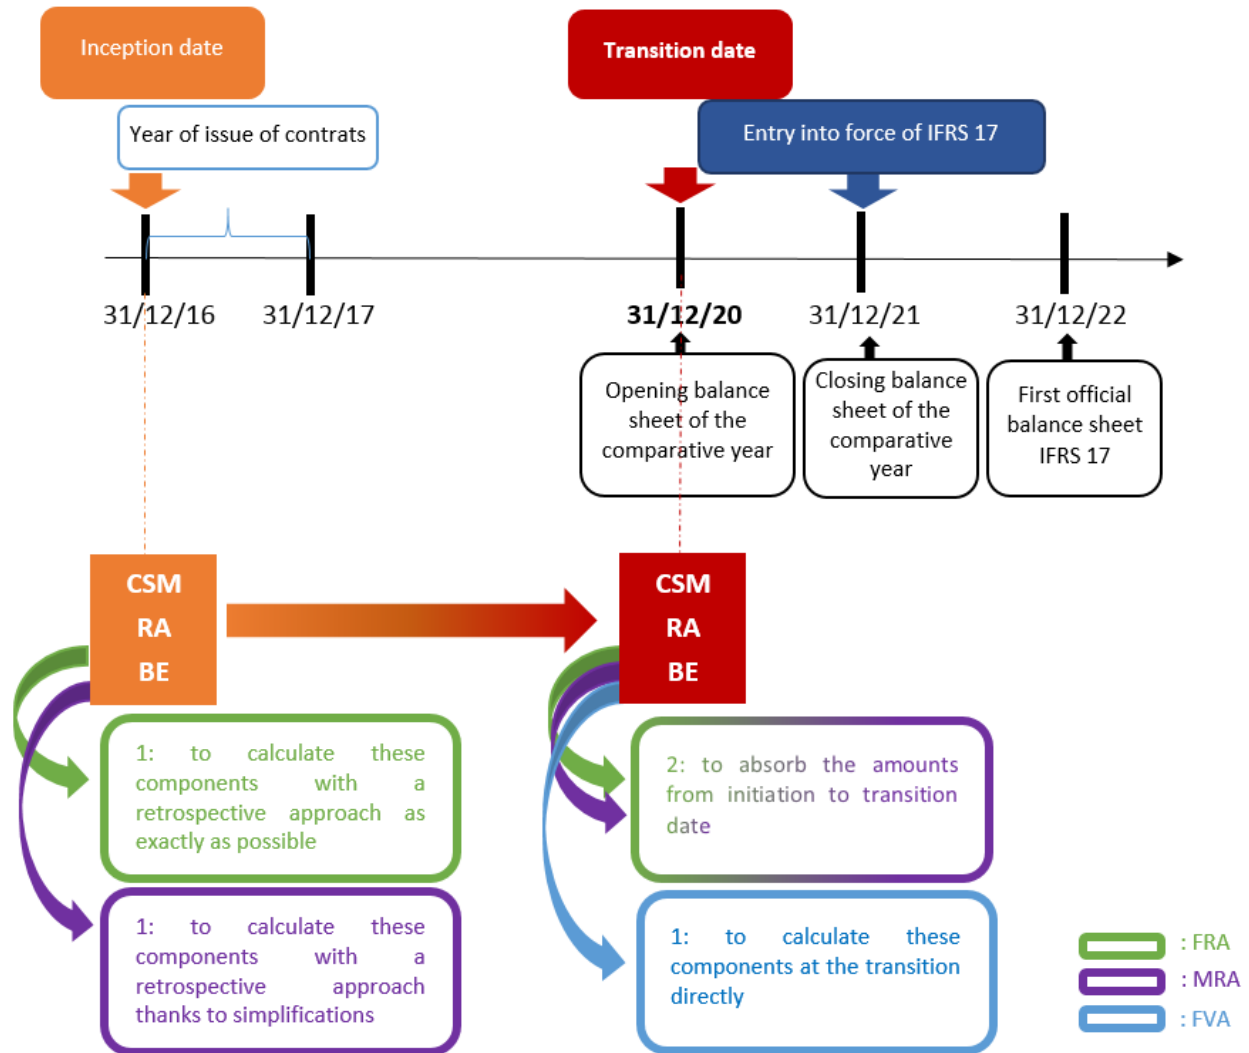 Inception date
Transition date
Year of issue of contrats
Entry into force of IFRS 17
31/12/16
31/12/17
31/12/20
31/12/21
31/12/22
Opening balance
sheet of the
comparative year
Closing balance
sheet of the
comparative
year
First official
balance sheet
IFRS 17
CSM
RA
BE
CSM
RA
BE
1: to calculate these
components with a
retrospective approach as
exactly as possible
2: to absorb the amounts
from initiation to transition
date
1: to calculate these
components with a
retrospective approach
thanks to simplifications
1: to calculate these
components at the transition
directly
: FRA
: MRA
: FVA